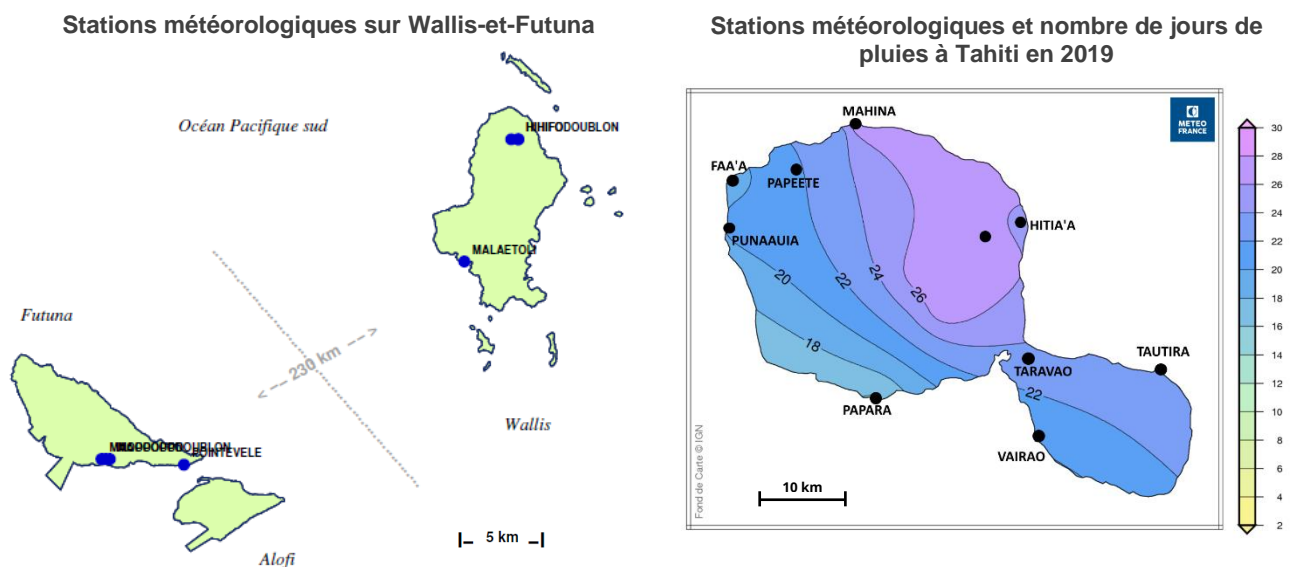 Stations météorologiques sur Wallis-et-Futuna
Océan Pacifique sud
HIHIFODOUBLON
MALAETOLI
Futuna
<-- 230 km -->
Wallis
POINTEVELE
5 km
Alofi
Stations météorologiques et nombre de jours de
pluies à Tahiti en 2019
METEO
FRANCE
MAHINA
FAA'A
PAPEETE
PUNAAUIA
HITIA'A
20
22
24
26
18
TARAVAO
TAUTIRA
22
PAPARA
VAIRAO
10 km
Fond de Carte © IGN
30
28
26
24
22
20
18
16
14
12
10
8
6
4
2